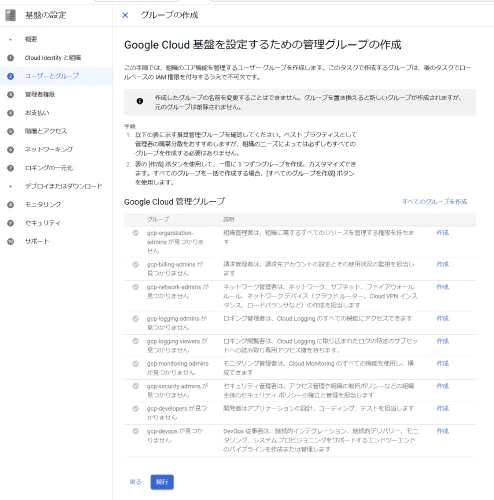 基盤の設定
概要
1 Cloud Identity と組織
2 ユーザーとグループ
3 管理者権限
4 お支払い
5 階層とアクセス
6 ネットワーキング
7 ロギングの一元化
デプロイまたはダウンロード
8 モニタリング
9 セキュリティ
10 サポート
グループの作成
Google Cloud 基盤を設定するための管理グループの作成
この手順では、組織のコア機能を管理するユーザー グループを作成します。このタスクで作成するグループは、後のタスクでロー
ルベースの IAM 権限を付与するうえで不可欠です。
作成したグループの名前を変更することはできません。グループを置き換えると新しいグループが作成されますが、
元のグループは削除されません。
手順:
1. 以下の表に示す推奨管理グループを確認してください。ベスト プラクティスとして
管理者の職業分散をおすすめしますが、組織のニーズによっては必ずしもすべての
グループを作成する必要はありません。
2. 表の [作成] ボタンを使用して、一度に 1 つずつグループを作成、カスタマイズでき
ます。すべてのグループを一括で作成する場合、[すべてのグループを作成] ボタン
を使用します。
Google Cloud 管理グループ
すべてのグループを作成
グループ 説明
gcp-organization-
admins が見つかりま
せん
組織管理者は、組織に属するすべてのリソースを管理する権限を持ちま
す
作成
gcp-billing-admins が
見つかりません
請求管理者は、請求先アカウントの設定とその使用状況の監視を担当し
ます
作成
gcp-network-admins が
見つかりません
ネットワーク管理者は、ネットワーク、サブネット、ファイアウォール
ルール、ネットワーク デバイス（クラウド ルーター、Cloud VPN インス
タンス、ロードバランサなど）の作成を担当します
作成
gcp-logging-admins が
見つかりません
ロギング管理者は、Cloud Logging のすべての機能にアクセスできます
作成
gcp-logging-viewers が
見つかりません
ロギング閲覧者は、Cloud Logging に取り込まれたログの特定のサブセッ
トへの読み取り専用アクセス権を持ちます。
作成
gcp-monitoring-admins
が見つかりません
モニタリング管理者は、Cloud Monitoring のすべての機能を使用し、構
成できます
作成
gcp-security-admins が
見つかりません
セキュリティ管理者は、アクセス管理や組織の制約ポリシーなどの組織
全体のセキュリティ ポリシーの確立と管理を担当します
作成
gcp-developers が見つ
かりません
開発者はアプリケーションの設計、コーディング、テストを担当します
作成
gcp-devops が見つか
りません
DevOps 従事者は、継続的インテグレーション、継続的デリバリー、モニ
タリング、システム プロビジョニングをサポートするエンドツーエンド
のパイプラインを作成または管理します
作成
戻る 続行